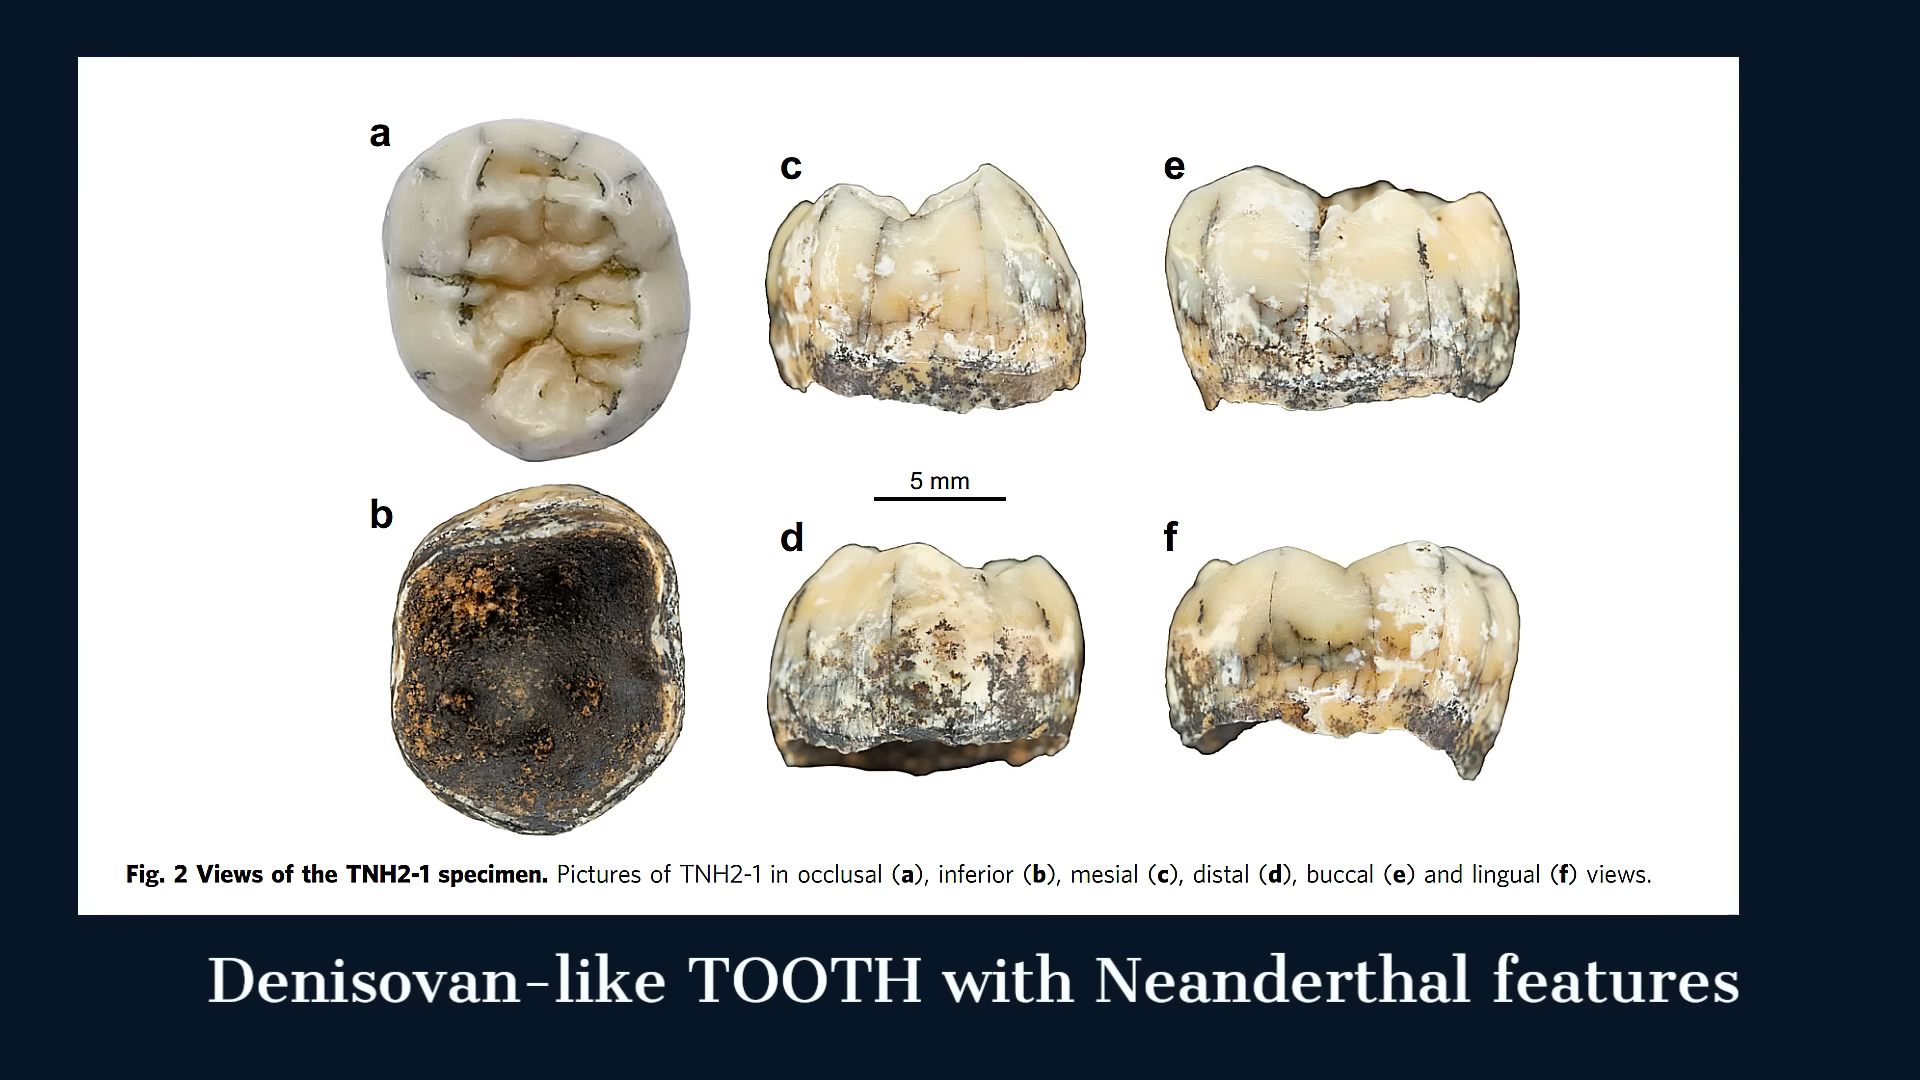 a
c
e
5 mm
b
d
f
Fig. 2 Views of the TNH2-1 specimen. Pictures of TNH2-1 in occlusal (a), inferior (b), mesial (c), distal (d), buccal (e) and lingual (f) views.
Denisovan-like TOOTH with Neanderthal features